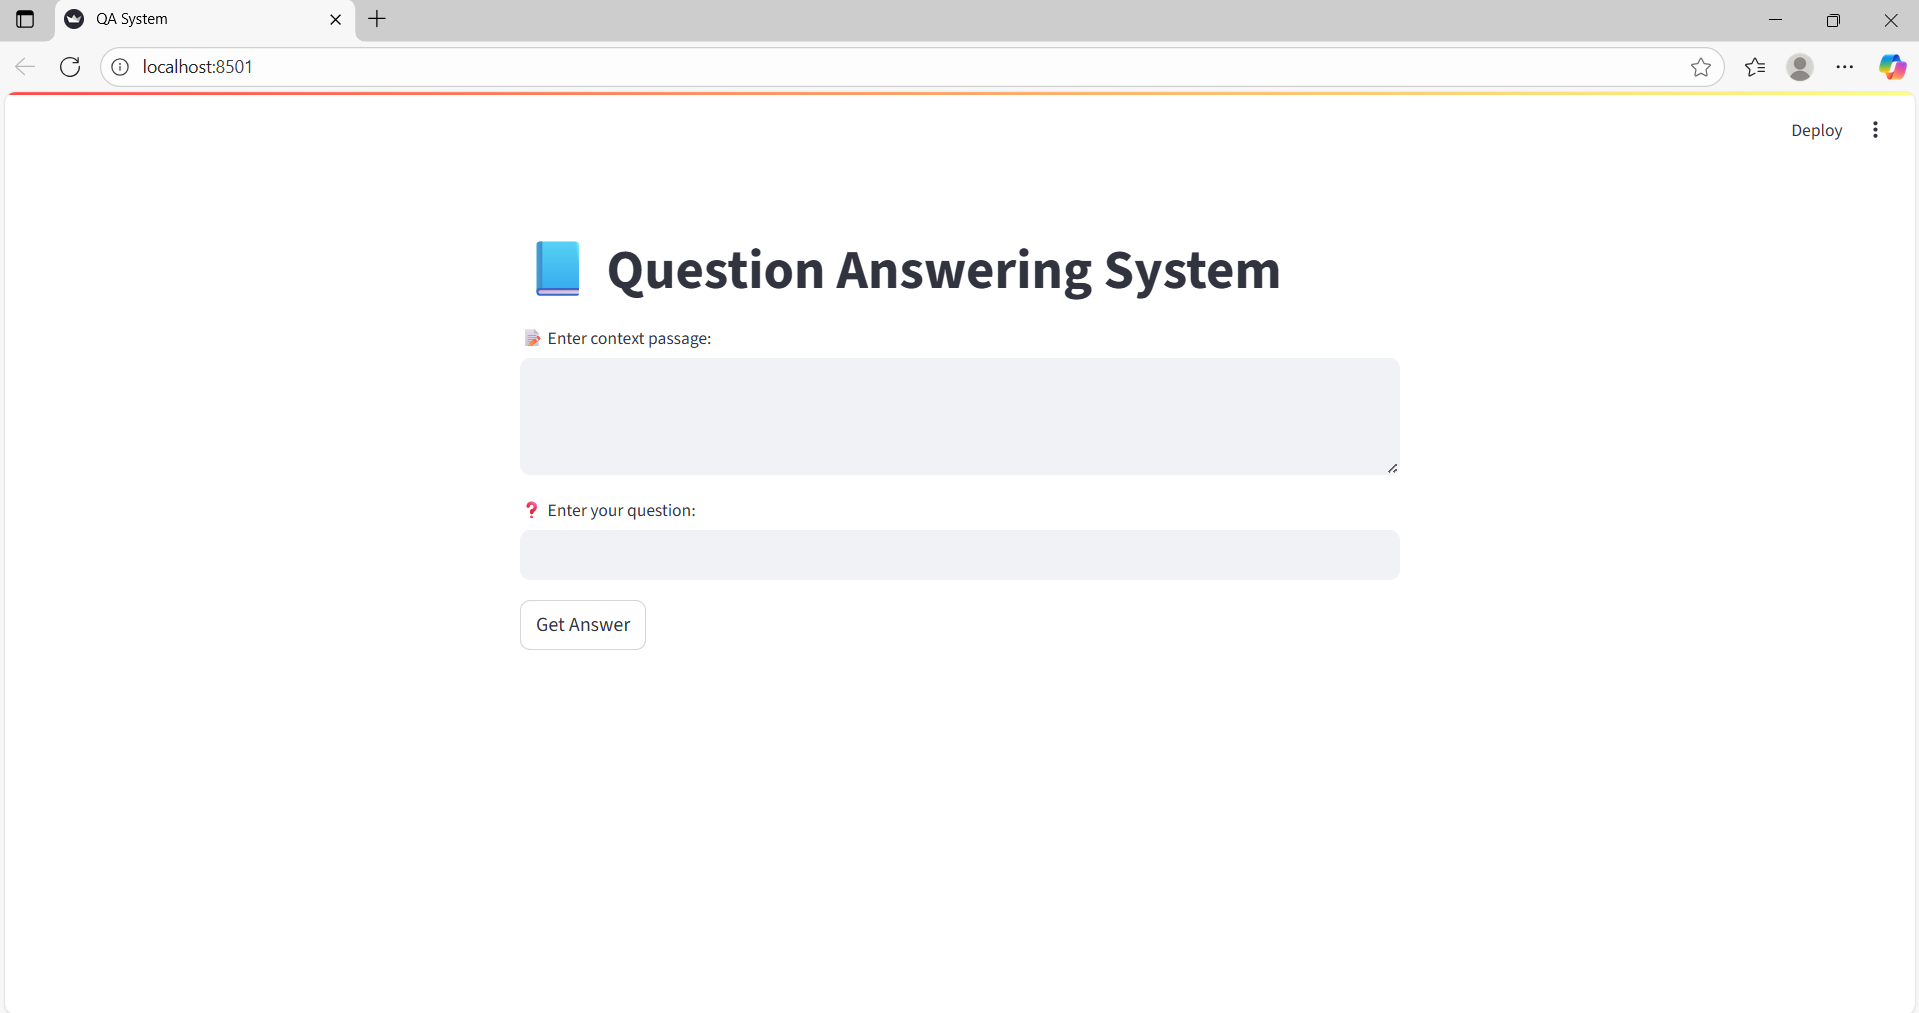 QA System
localhost:8501
Deploy
📘 Question Answering System
📝 Enter context passage:
❓ Enter your question:
Get Answer